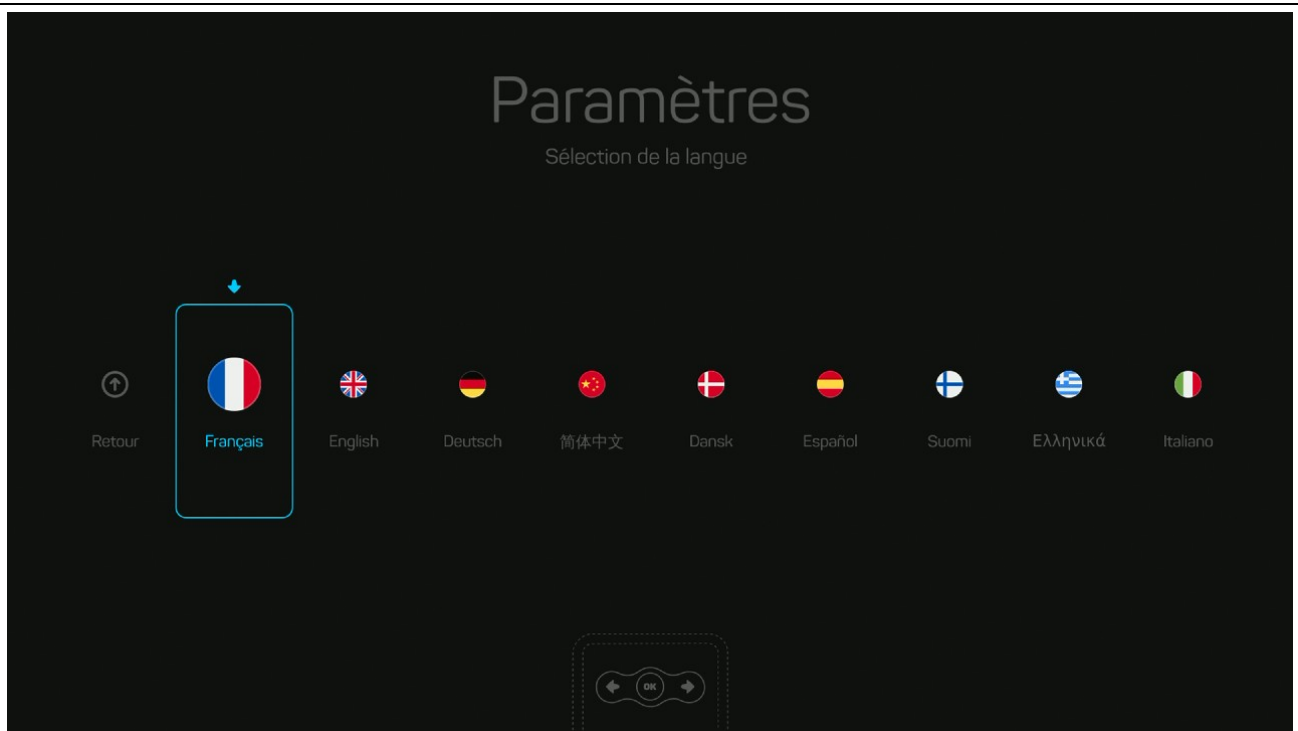 Paramètres
Sélection de la langue
Retour
Français
English
Deutsch
简体中文
Dansk
Español
Suomi
Ελληνικά
Italiano
OK